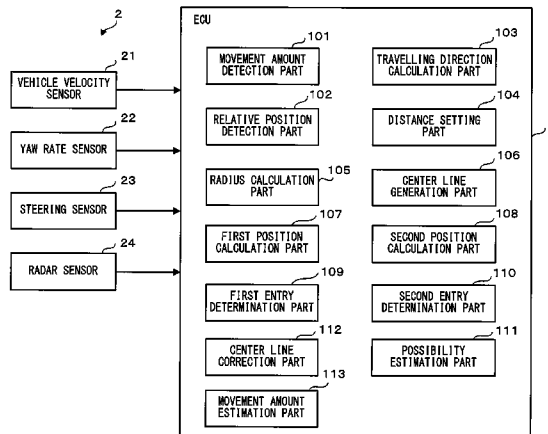 2
ECU
21
VEHICLE VELOCITY
SENSOR
22
YAW RATE SENSOR
23
STEERING SENSOR
24
RADAR SENSOR
101
MOVEMENT AMOUNT
DETECTION PART
103
TRAVELLING DIRECTION
CALCULATION PART
102
RELATIVE POSITION
DETECTION PART
104
DISTANCE SETTING
PART
105
RADIUS CALCULATION
PART
106
CENTER LINE
GENERATION PART
107
FIRST POSITION
CALCULATION PART
108
SECOND POSITION
CALCULATION PART
109
FIRST ENTRY
DETERMINATION PART
110
SECOND ENTRY
DETERMINATION PART
112
CENTER LINE
CORRECTION PART
111
POSSIBILITY
ESTIMATION PART
113
MOVEMENT AMOUNT
ESTIMATION PART